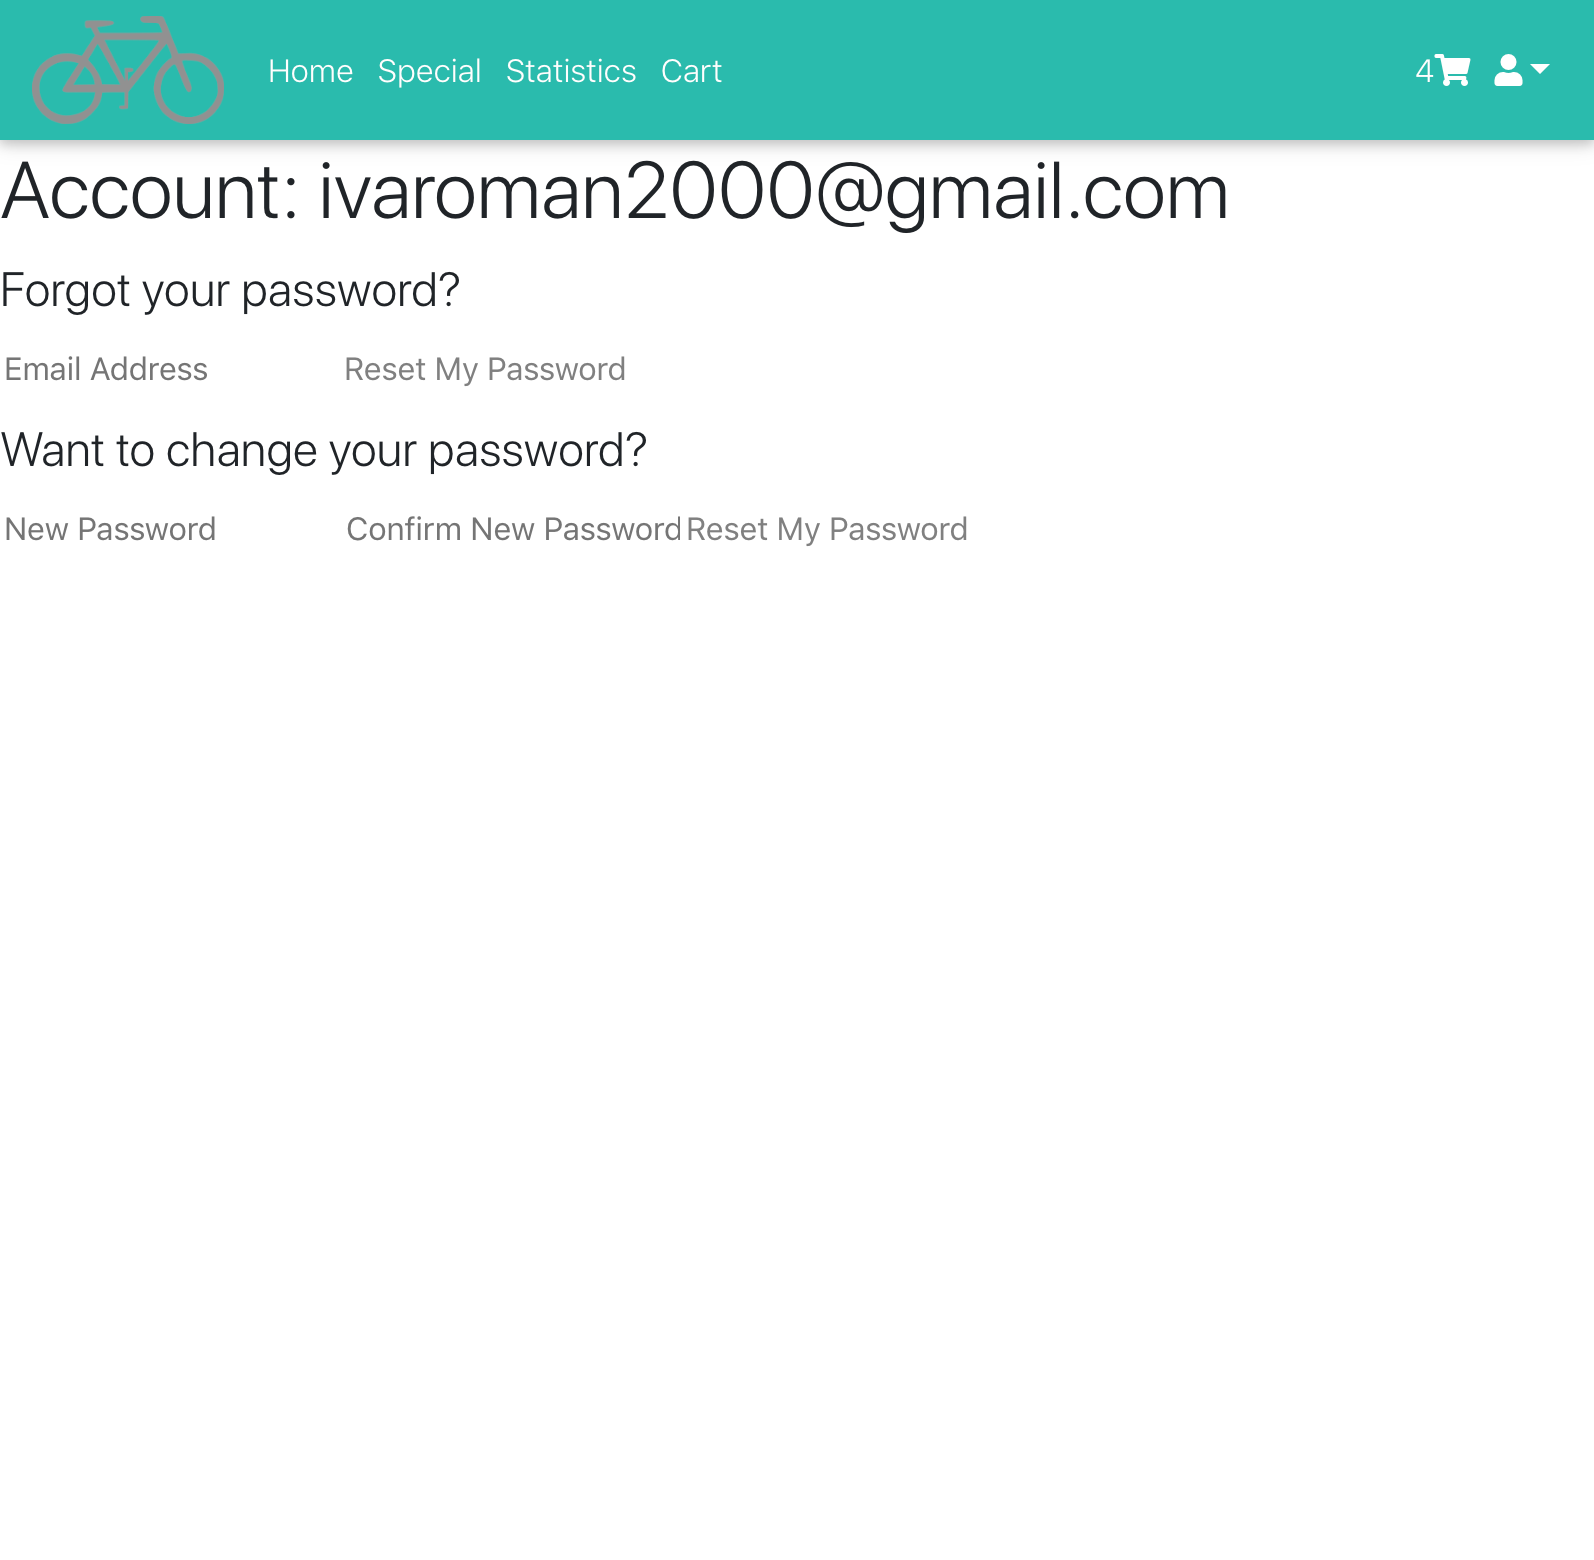 Home Special Statistics Cart 4
Account: ivaroman2000@gmail.com
Forgot your password?
Email Address Reset My Password
Want to change your password?
New Password Confirm New Password Reset My Password